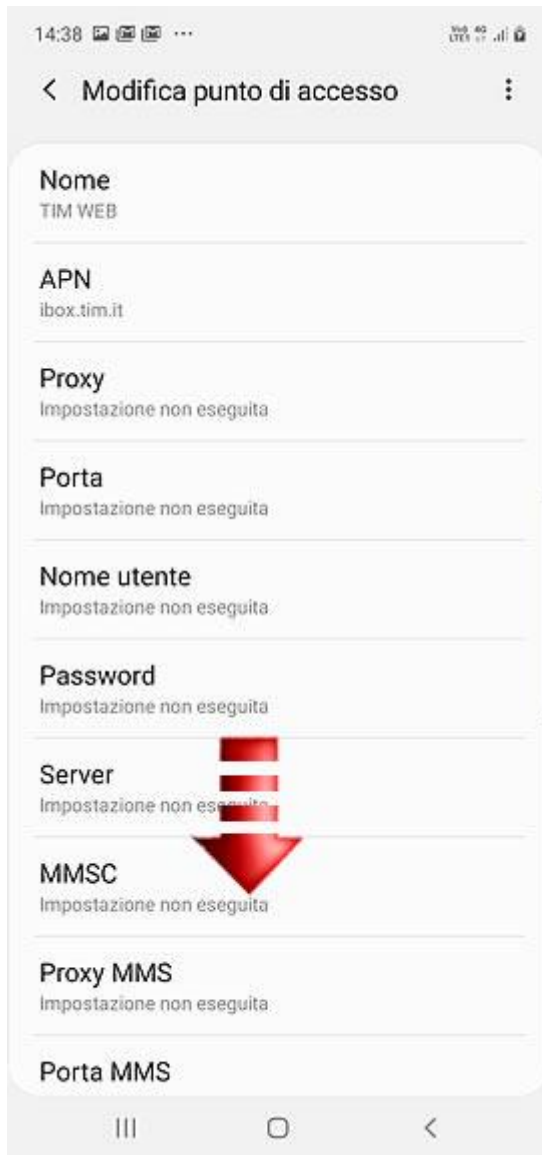 14:38
Modifica punto di accesso
Nome
TIM WEB
APN
ibox.tim.it
Proxy
Impostazione non eseguita
Porta
Impostazione non eseguita
Nome utente
Impostazione non eseguita
Password
Impostazione non eseguita
Server
Impostazione non eseguita
MMSC
Impostazione non eseguita
Proxy MMS
Impostazione non eseguita
Porta MMS